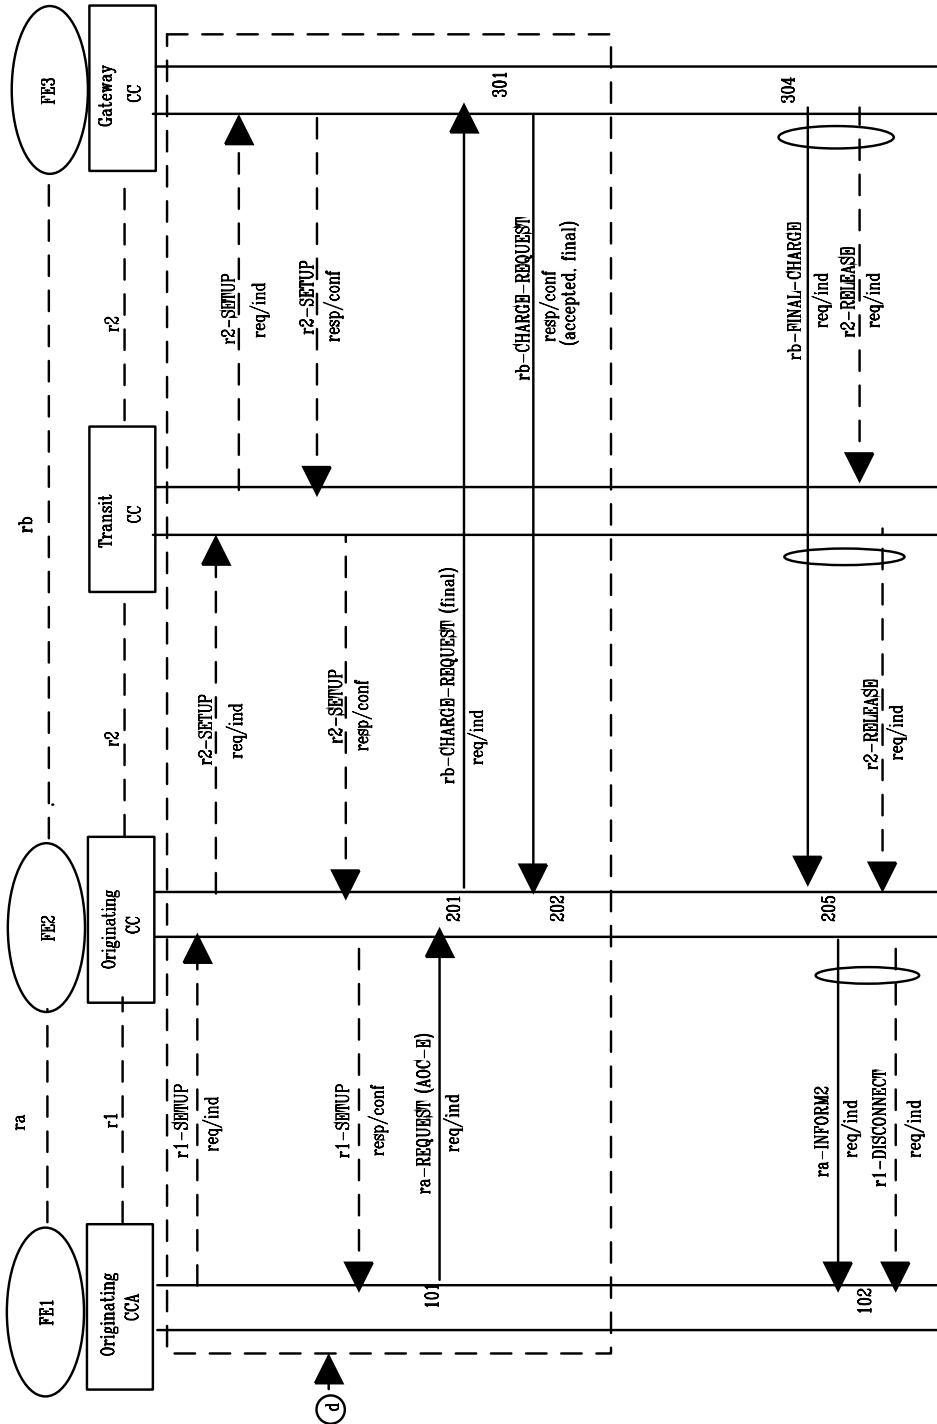 FE1
ra
FE2
rb
FE3
Originating
CCA
r1
Originating
CC
r2
Transit
CC
r2
Gateway
CC
r1-SETUP
req/ind
r2-SETUP
req/ind
r2-SETUP
req/ind
r2-SETUP
resp/conf
r2-SETUP
resp/conf
r1-SETUP
resp/conf
d
101
ra-REQUEST (AOC-E)
req/ind
201
rb-CHARGE-REQUEST (final)
req/ind
301
rb-CHARGE-REQUEST
resp/conf
(accepted. final)
202
304
rb-FINAL-CHARGE
req/ind
r2-RELEASE
req/ind
205
r2-RELEASE
req/ind
ra-INFORM2
req/ind
r1-DISCONNECT
req/ind
102